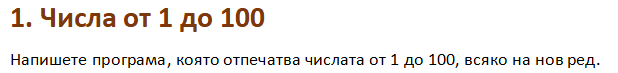 1. Числа от 1 до 100
Напишете програма, която отпечатва числата от 1 до 100, всяко на нов ред.